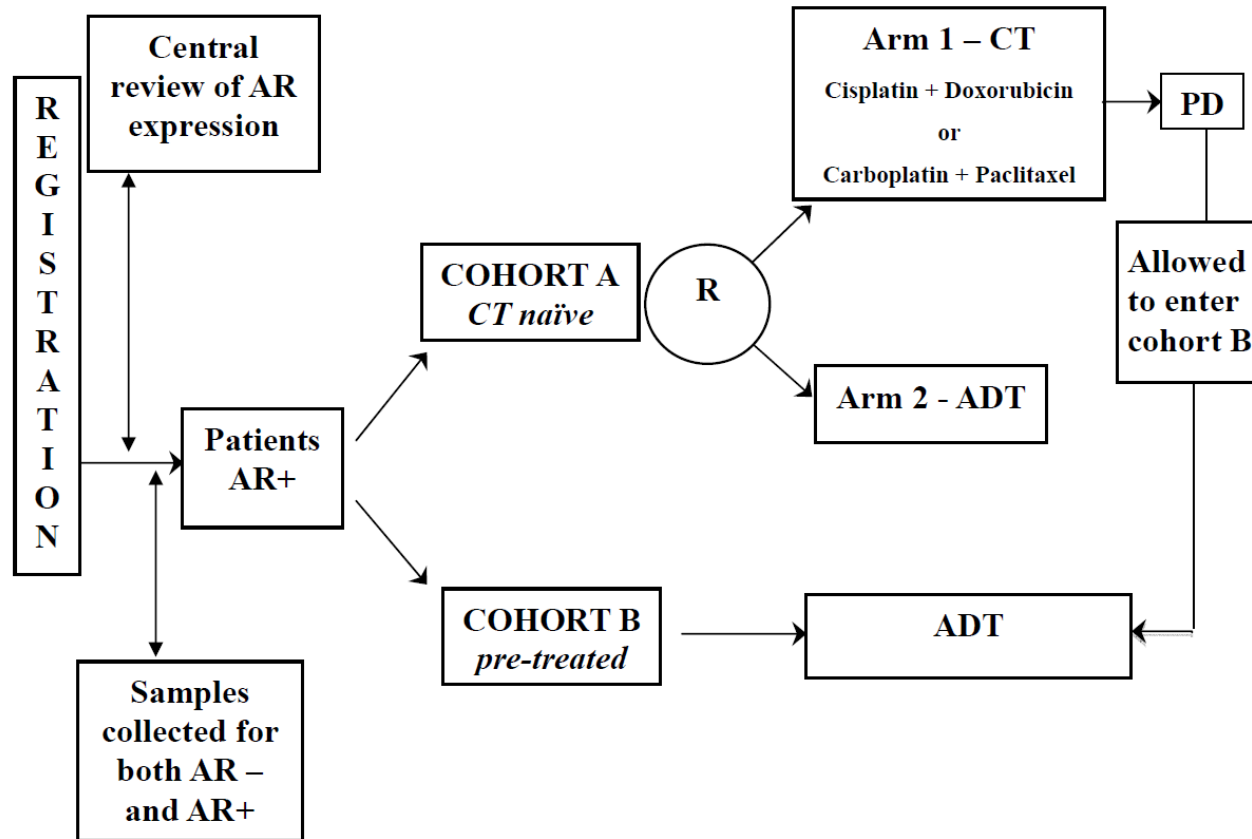 REGISTRATION
Central
review of AR
expression
Patients
AR+
Samples
collected for
both AR –
and AR+
COHORT A
CT naïve
R
Arm 1 – CT
Cisplatin + Doxorubicin
or
Carboplatin + Paclitaxel
PD
Allowed
to enter
cohort B
Arm 2 - ADT
COHORT B
pre-treated
ADT